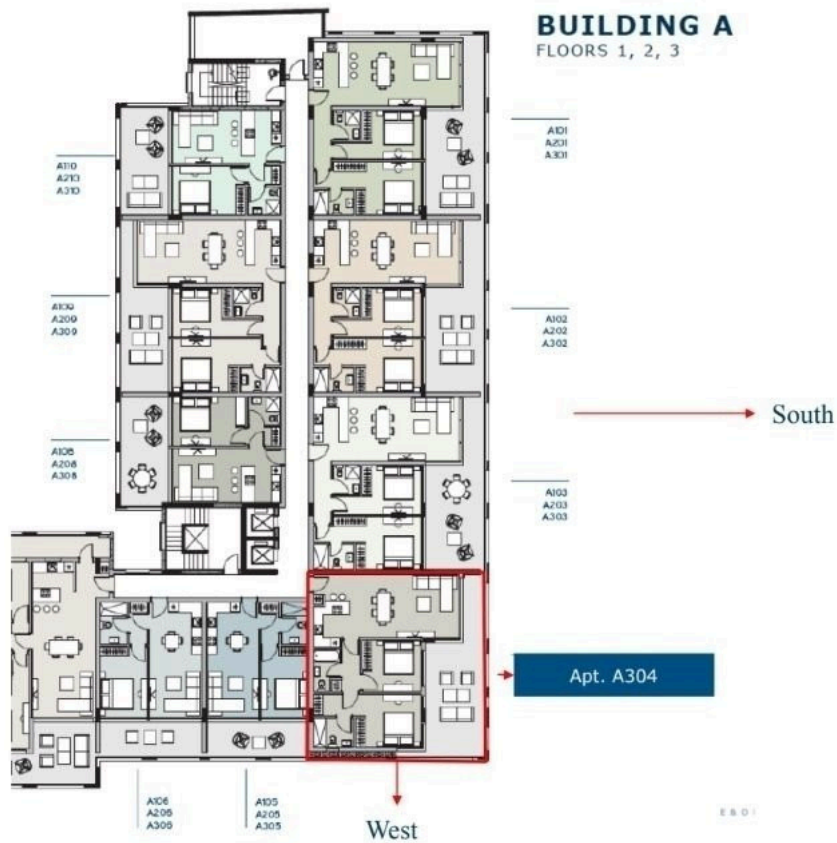 BUILDING A
FLOORS 1, 2, 3
A101
A201
A301
A110
A210
A310
A109
A209
A309
A102
A202
A302
South
A108
A208
A308
A103
A203
A303
Apt. A304
A106
A206
A306
A105
A205
A305
West
E & O